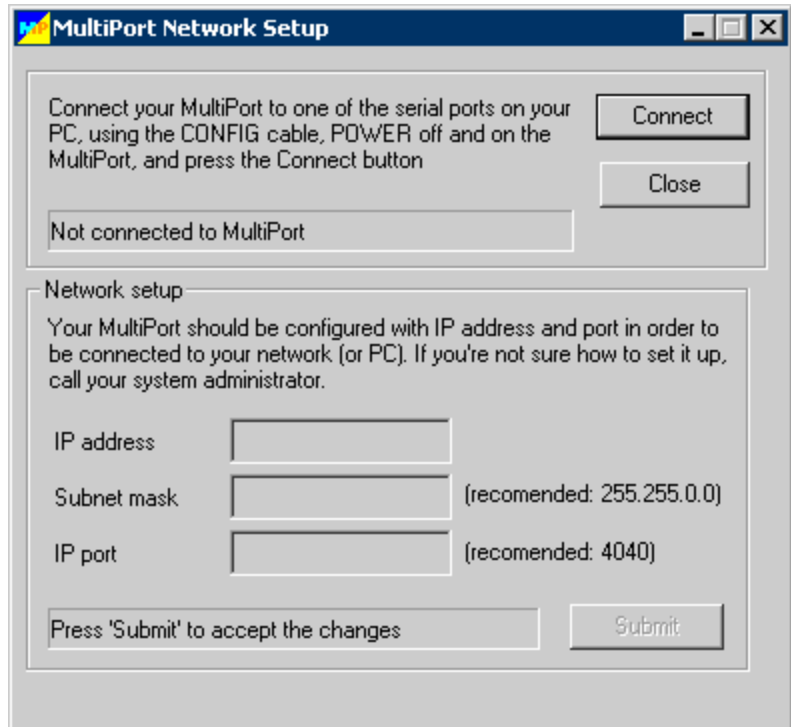 MP MultiPort Network Setup
Connect your MultiPort to one of the serial ports on your
PC, using the CONFIG cable, POWER off and on the
MultiPort, and press the Connect button
Connect
Close
Not connected to MultiPort
Network setup
Your MultiPort should be configured with IP address and port in order to
be connected to your network (or PC). If you're not sure how to set it up,
call your system administrator.
IP address
Subnet mask (recomended: 255.255.0.0)
IP port (recomended: 4040)
Press 'Submit' to accept the changes
Submit